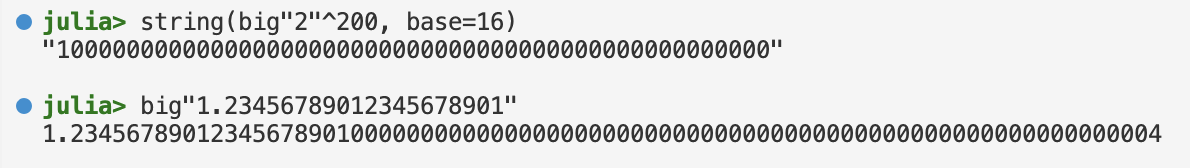 julia> string(big"2"^200, base=16)
"100000000000000000000000000000000000000000000000000"
julia> big"1.23456789012345678901"
1.234567890123456789010000000000000000000000000000000000000000000000000000000004